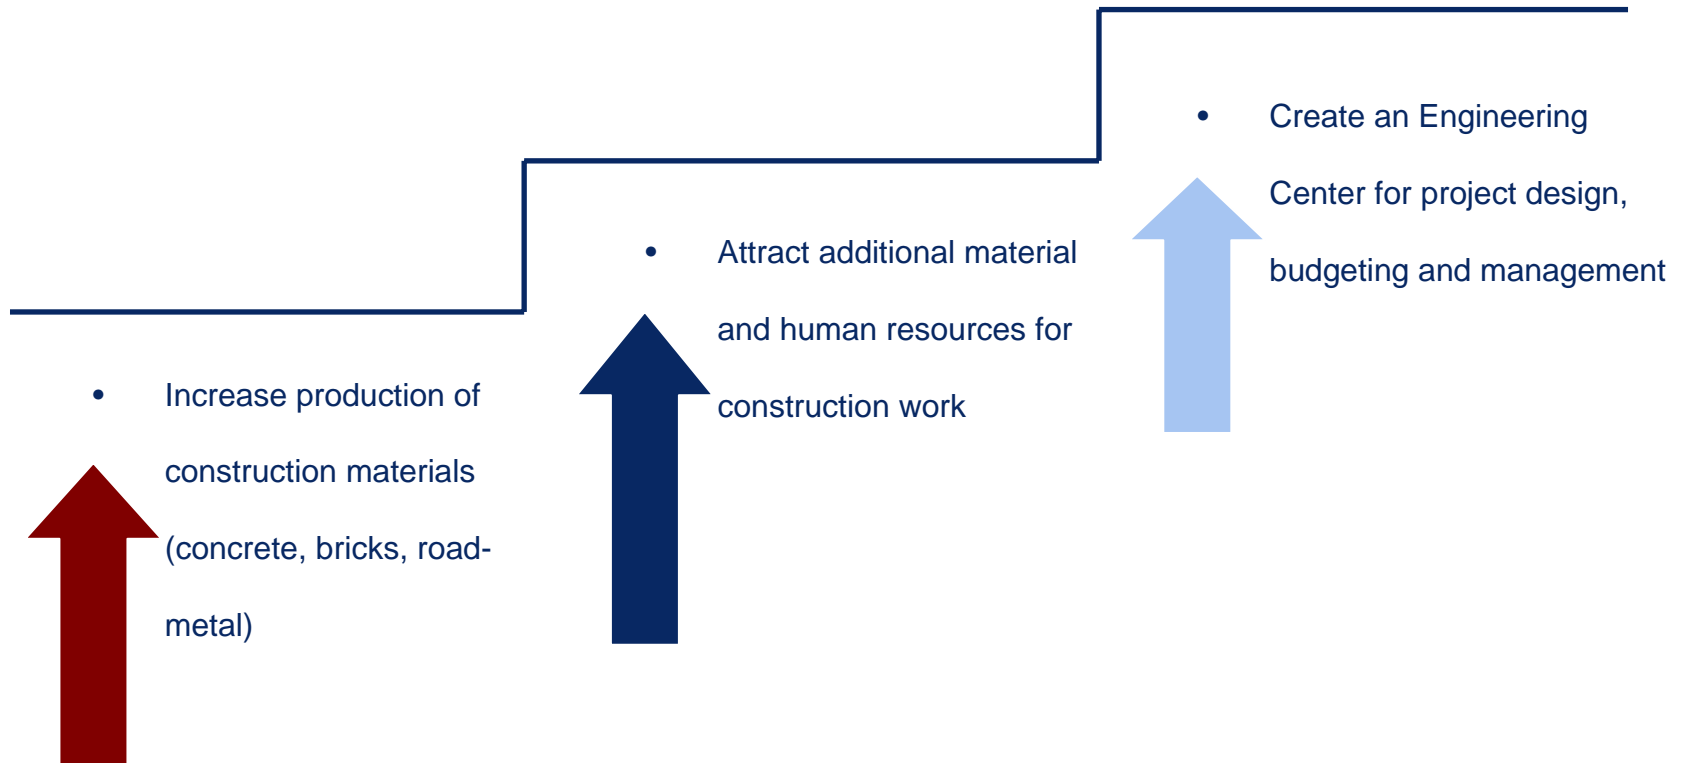 • Increase production of
construction materials
(concrete, bricks, road-
metal)
• Attract additional material
and human resources for
construction work
• Create an Engineering
Center for project design,
budgeting and management